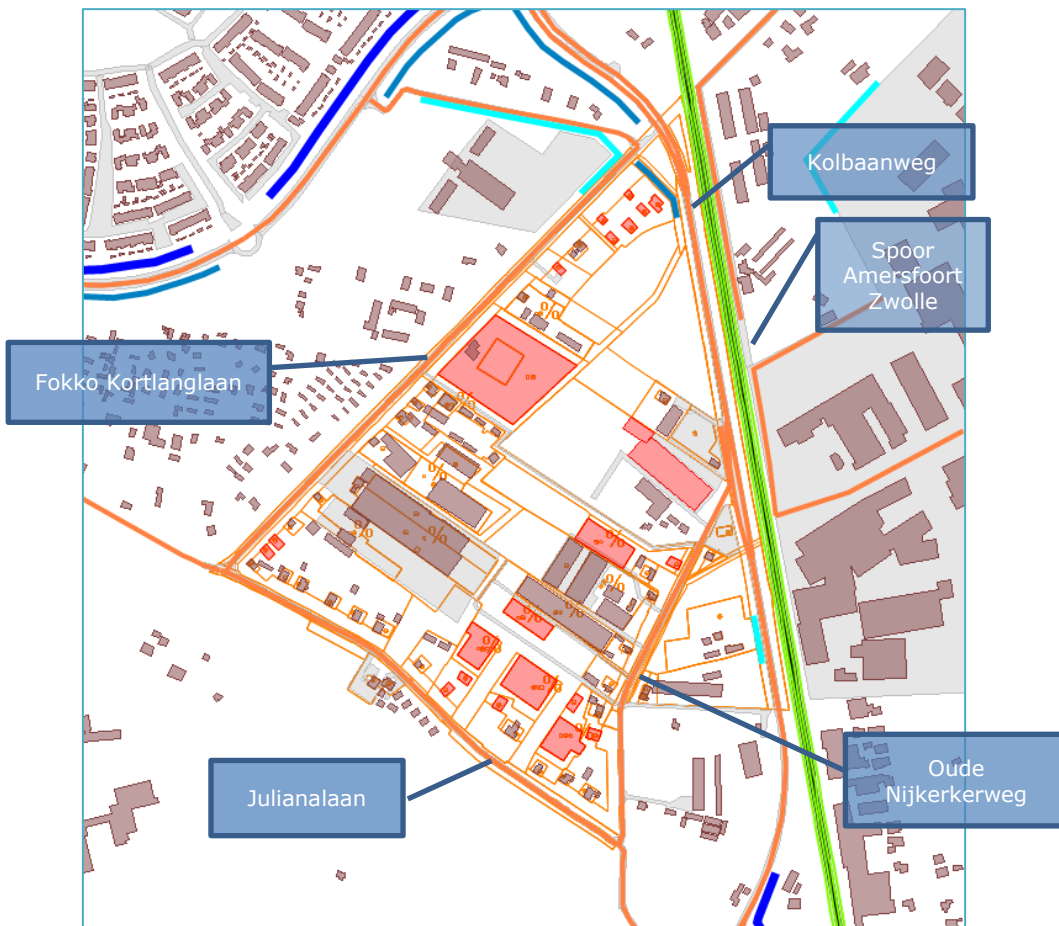 Kolbaanweg
Spoor
Amersfoort
Zwolle
Fokko Kortlanglaan
%
%
%
%
%
%
%
%
%
%
%
%
Julianalaan
Oude
Nijkerkerweg